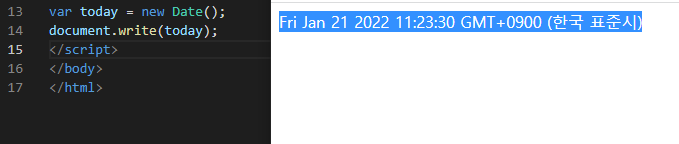 13 var today = new Date();
14 document.write(today);
15 </script>
16 </body>
17 </html>
Fri Jan 21 2022 11:23:30 GMT+0900 (한국 표준시)